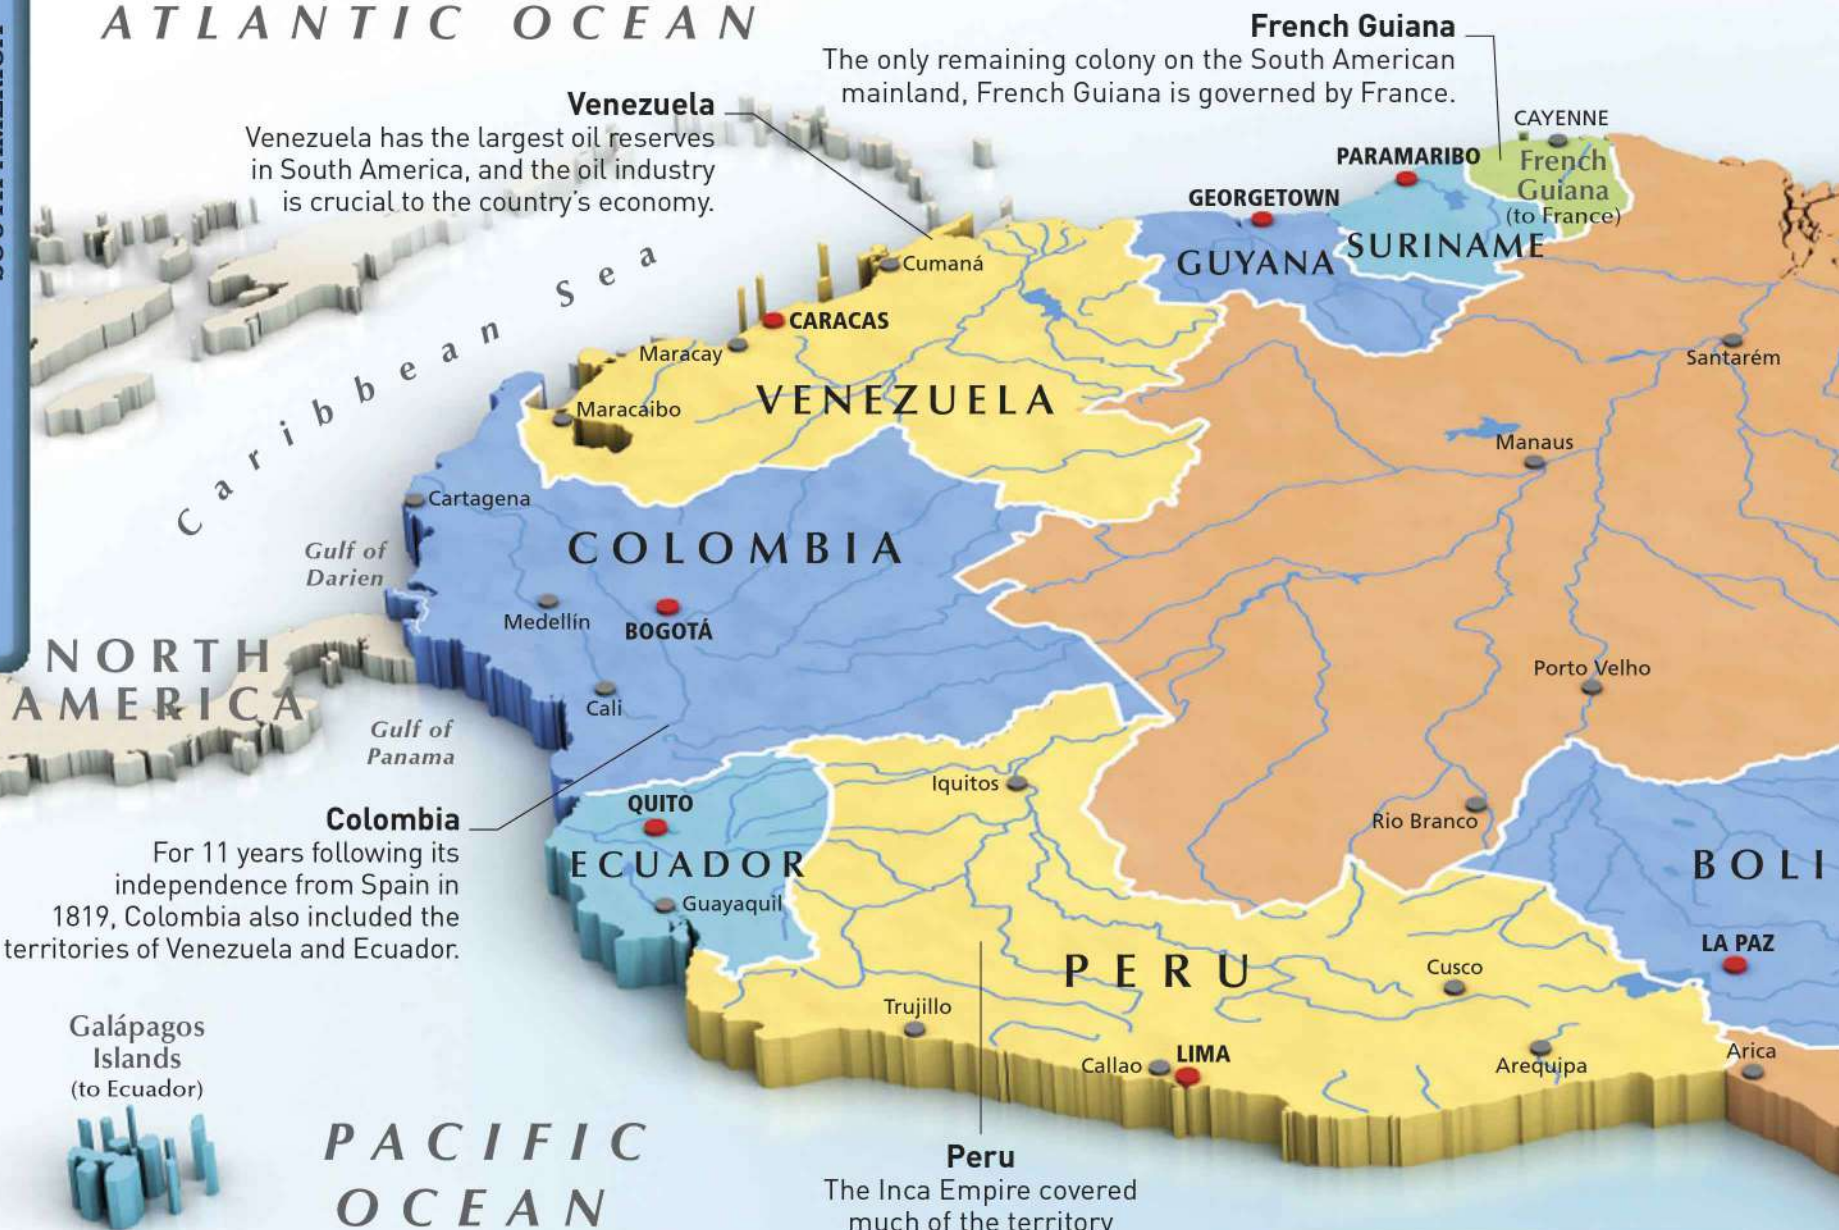 ATLANTIC OCEAN
French Guiana
The only remaining colony on the South American
mainland, French Guiana is governed by France.
Venezuela
Venezuela has the largest oil reserves
in South America, and the oil industry
is crucial to the country's economy.
CAYENNE
French
Guiana
(to France)
PARAMARIBO
GEORGETOWN
SURINAME
GUYANA
Caribbean Sea
Cumaná
CARACAS
Maracay
Maracaibo
VENEZUELA
Santarém
Manaus
Cartagena
COLOMBIA
Gulf of
Darien
Medellín
BOGOTÁ
NORTH
AMERICA
Cali
Gulf of
Panama
Porto Velho
Iquitos
QUITO
Rio Branco
Colombia
For 11 years following its
independence from Spain in
1819, Colombia also included the
territories of Venezuela and Ecuador.
ECUADOR
Guayaquil
BOLI
LA PAZ
PERU
Cusco
Trujillo
Callao
LIMA
Arequipa
Arica
Galápagos
Islands
(to Ecuador)
PACIFIC
OCEAN
Peru
The Inca Empire covered
much of the territory